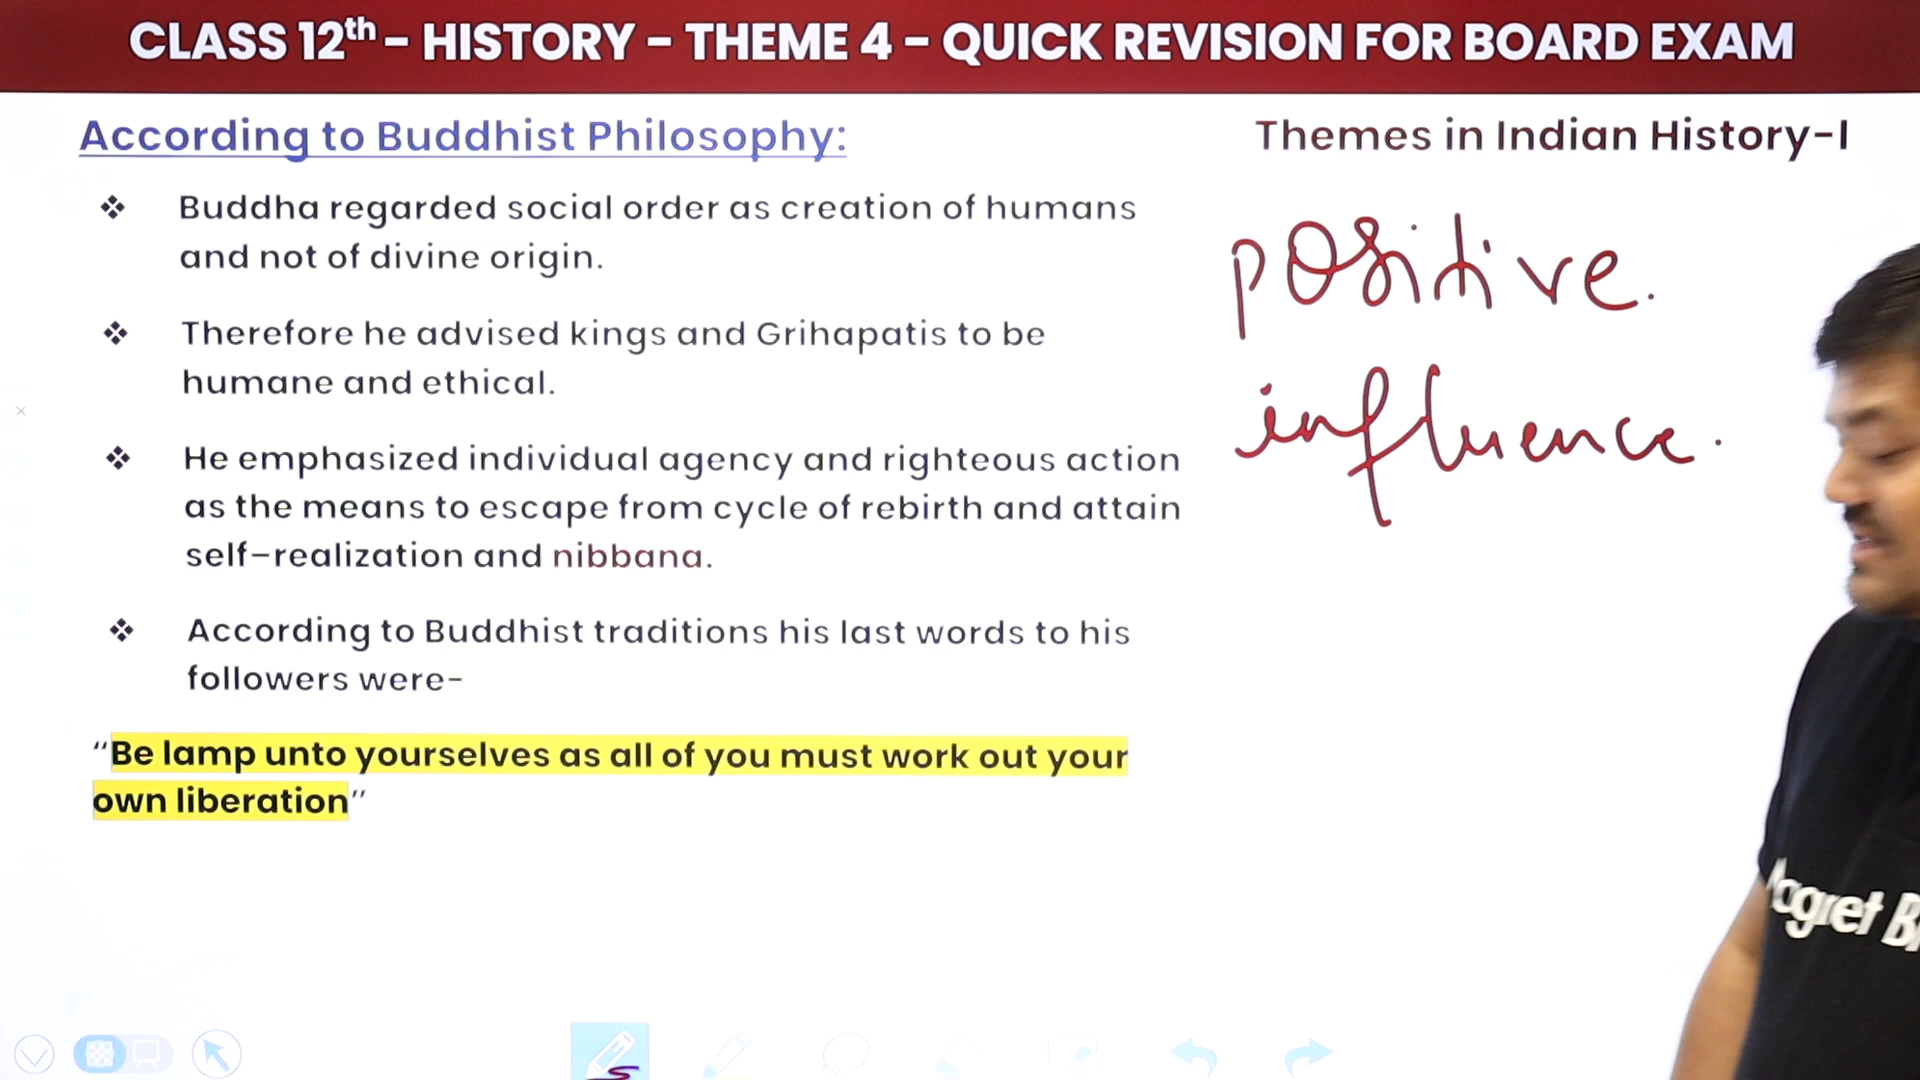 CLASS 12th - HISTORY - THEME 4 - QUICK REVISION FOR BOARD EXAM
According to Buddhist Philosophy:
Themes in Indian History-I
❖ Buddha regarded social order as creation of humans
and not of divine origin.
❖ Therefore he advised kings and Grihapatis to be
humane and ethical.
❖ He emphasized individual agency and righteous action
as the means to escape from cycle of rebirth and attain
self-realization and nibbana.
❖ According to Buddhist traditions his last words to his
followers were-
“Be lamp unto yourselves as all of you must work out your
own liberation”
positive.
influence.
agret B